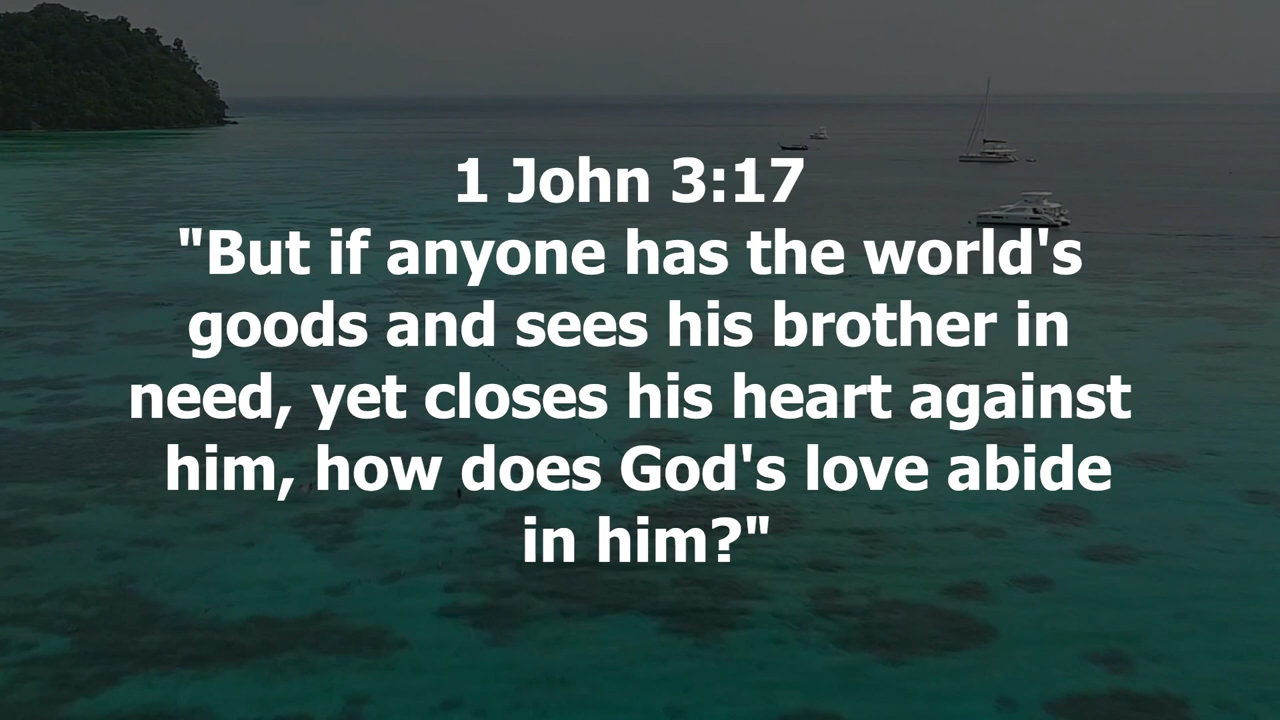 1 John 3:17
"But if anyone has the world's
goods and sees his brother in
need, yet closes his heart against
him, how does God's love abide
in him?"